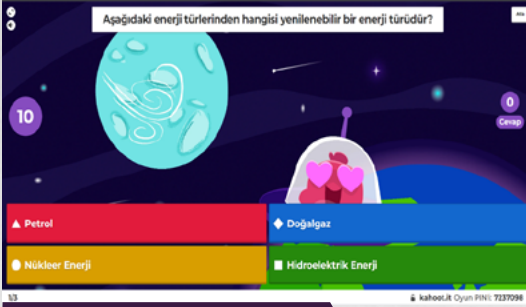 Aşağıdaki enerji türlerinden hangisi yenilenebilir bir enerji türüdür?
10
0
Cevap
Petrol
Doğalgaz
Nükleer Enerji
Hidroelektrik Enerji
1/3
kahoot.it Oyun PIN'i: 7237098